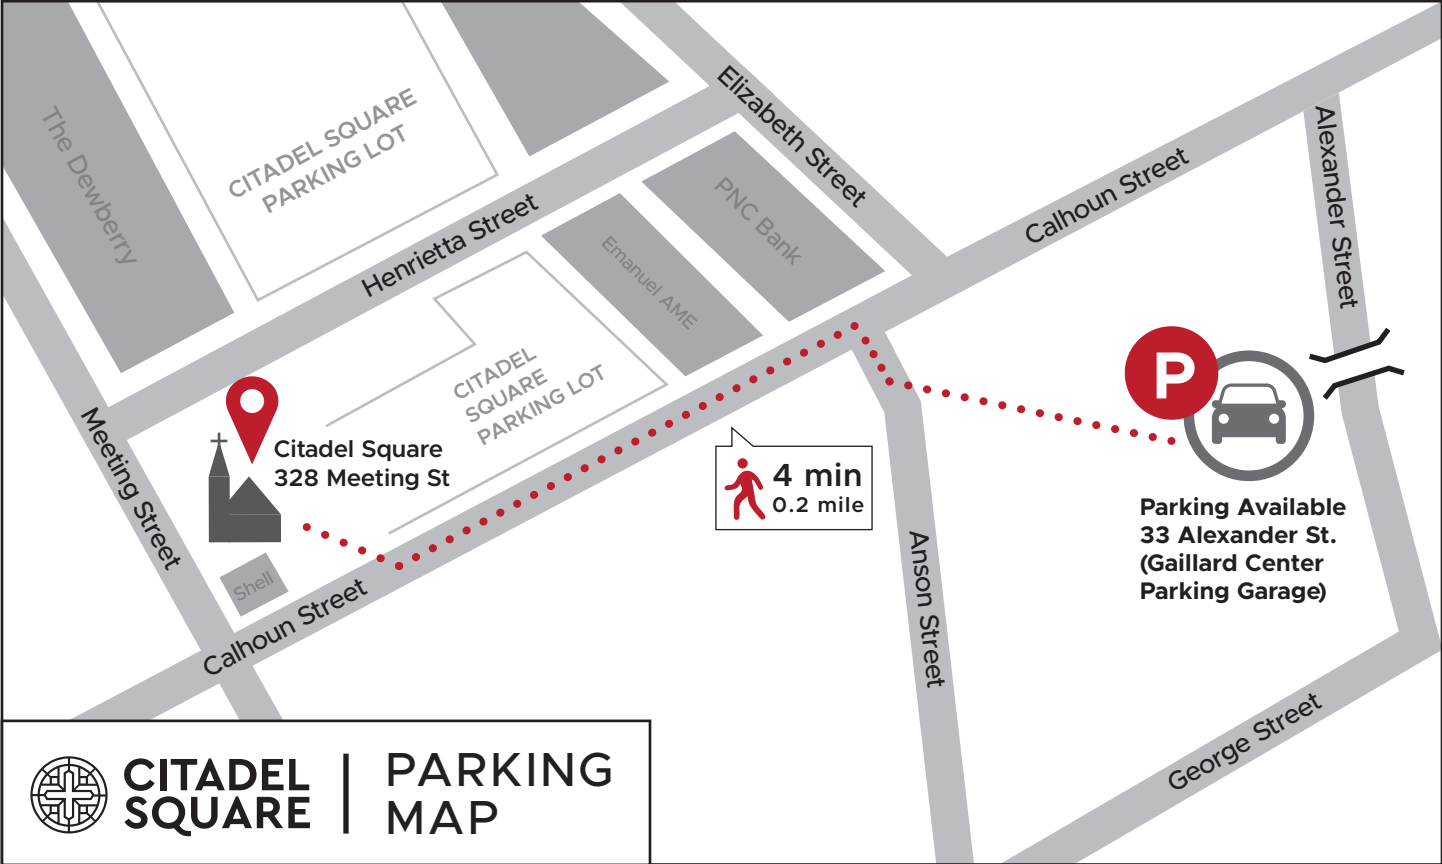 The Dewberry
CITADEL SQUARE
PARKING LOT
Elizabeth Street
Henrietta Street
PNC Bank
Emanuel AME
Calhoun Street
Alexander Street
CITADEL
SQUARE
PARKING LOT
P
Meeting Street
Citadel Square
328 Meeting St
4 min
0.2 mile
Parking Available
33 Alexander St.
(Gaillard Center
Parking Garage)
Shell
Calhoun Street
Anson Street
George Street
CITADEL
SQUARE
PARKING
MAP